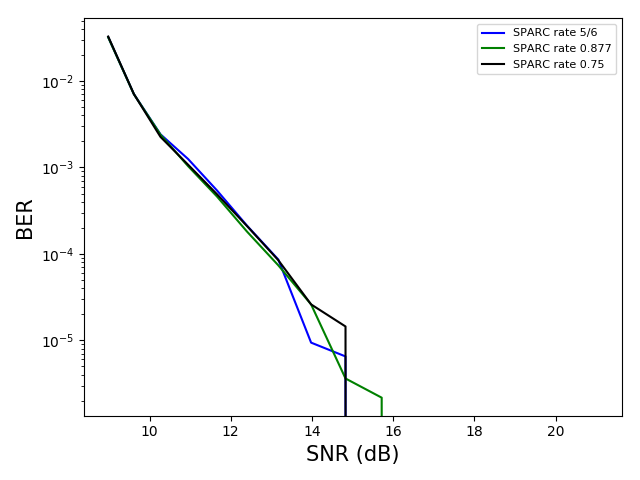 SPARC rate 5/6
SPARC rate 0.877
SPARC rate 0.75
BER
10⁻²
10⁻³
10⁻⁴
10⁻⁵
10 12 14 16 18 20
SNR (dB)